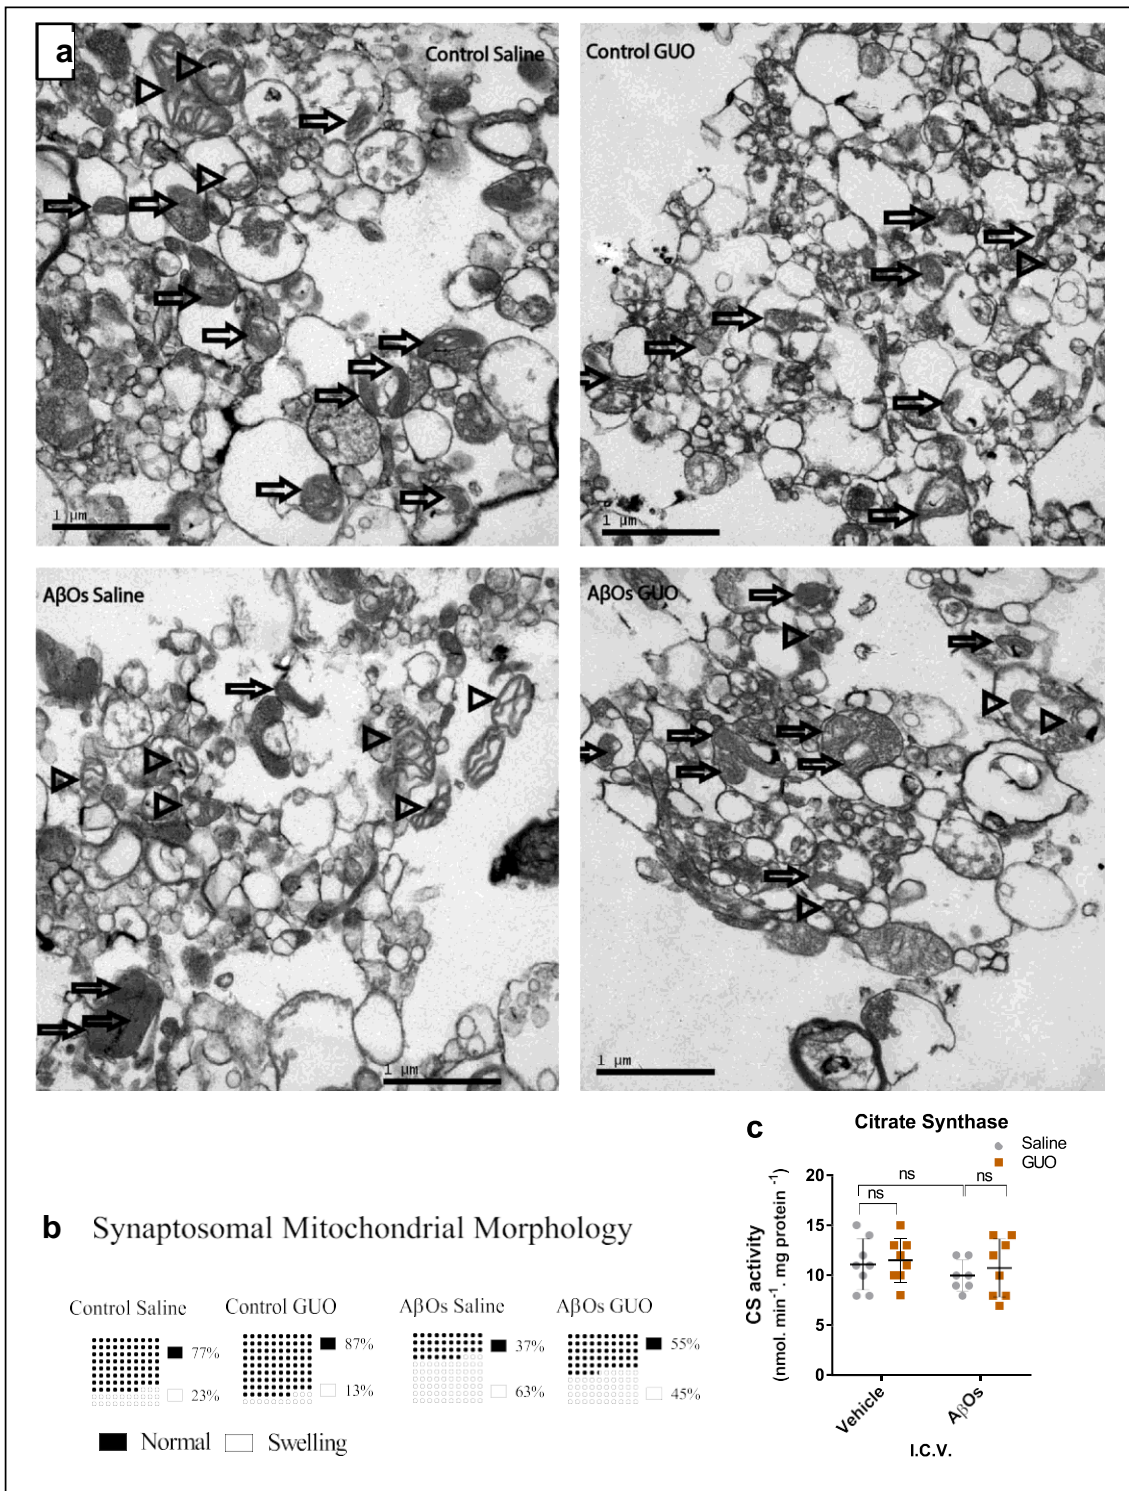 a
Control Saline
Control GUO
1 μm
1 μm
AβOs Saline
AβOs GUO
1 μm
1 μm
b Synaptosomal Mitochondrial Morphology
Control Saline
77%
23%
Control GUO
87%
13%
AβOs Saline
37%
63%
AβOs GUO
55%
45%
Normal
Swelling
c
Citrate Synthase
Saline
GUO
CS activity
(nmol. min⁻¹. mg protein ⁻¹)
20
15
10
5
0
ns
ns
ns
Vehicle
AβOs
I.C.V.